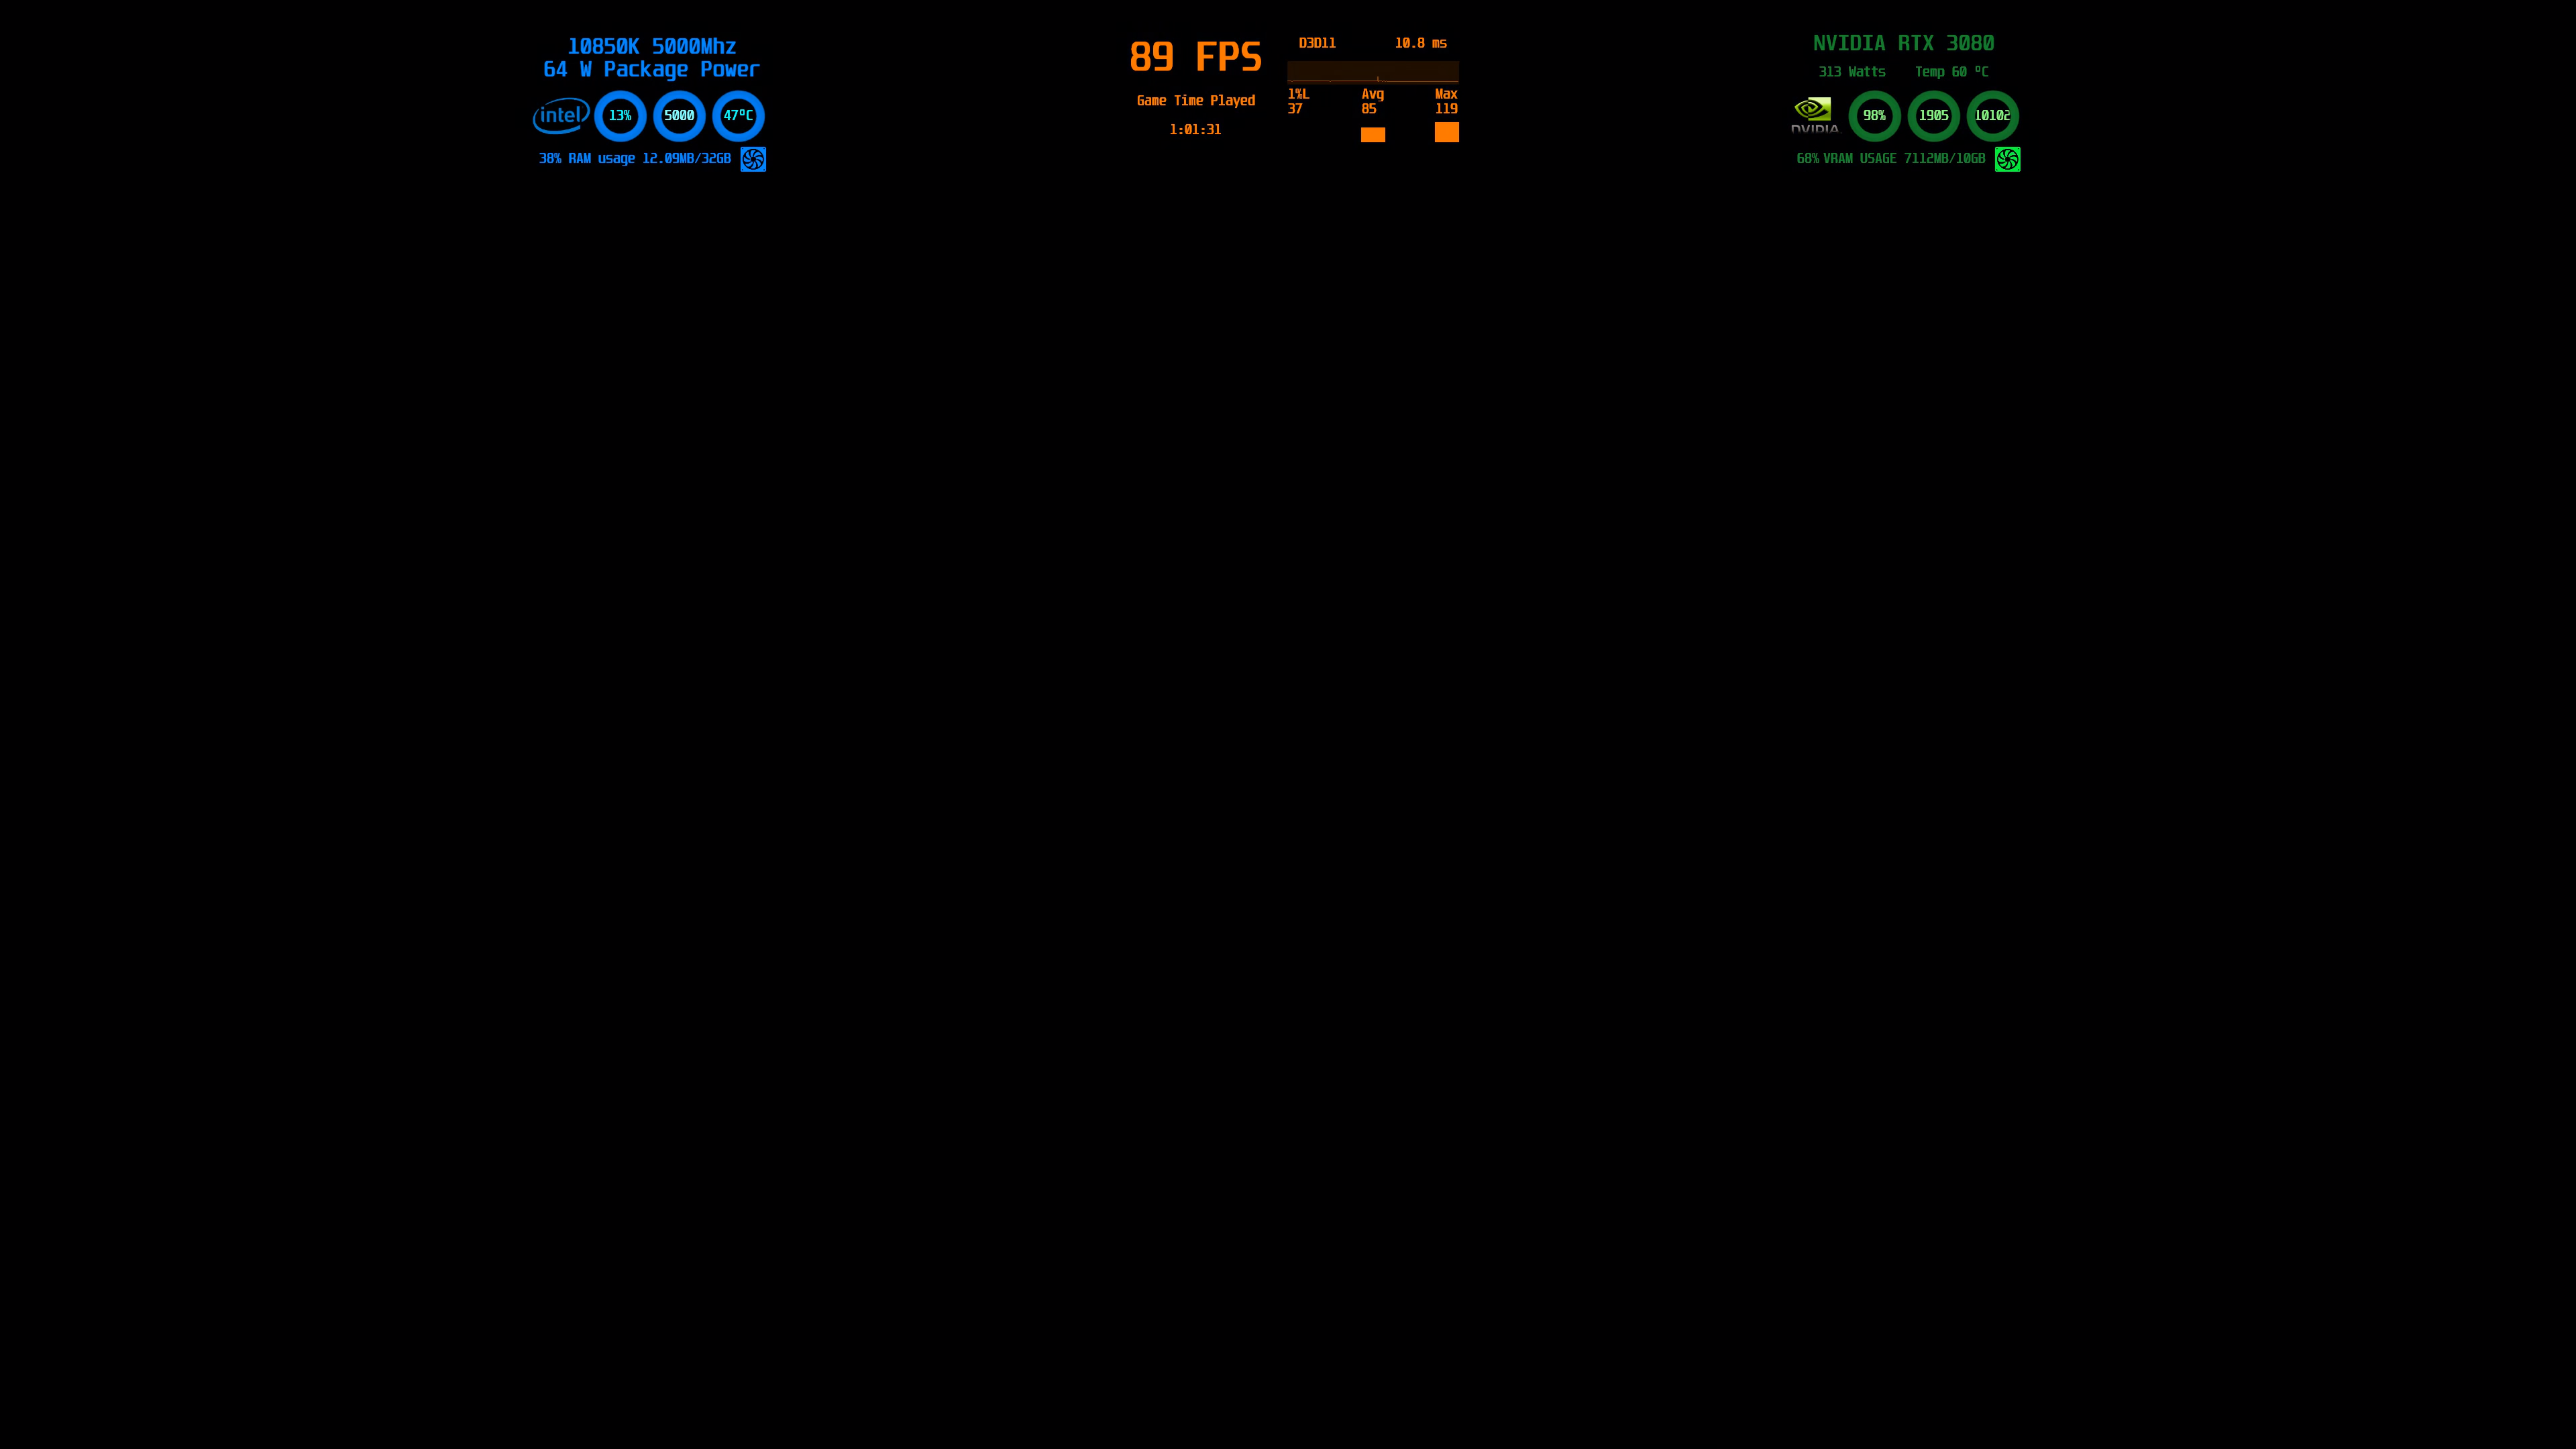 10850K 5000Mhz
64 W Package Power
intel
13%
5000
47ºC
38% RAM usage 12.09MB/32GB
89 FPS
Game Time Played
1:01:31
D3D11 10.8 ms
1%L Avg Max
37 85 119
NVIDIA RTX 3080
313 Watts Temp 60 ºC
NVIDIA
98%
1905
10102
68% VRAM USAGE 7112MB/10GB